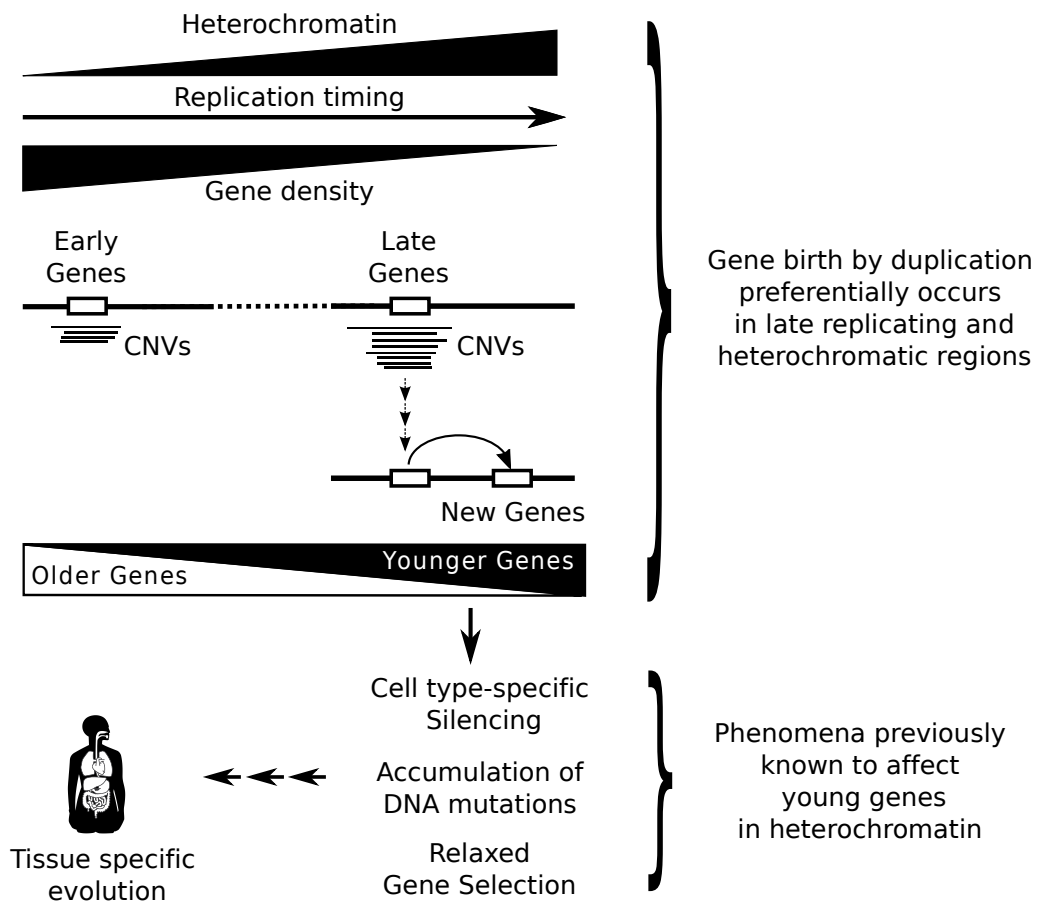 Heterochromatin
Replication timing
Gene density
Early
Genes
Late
Genes
CNVs
CNVs
New Genes
Older Genes
Younger Genes
Gene birth by duplication
preferentially occurs
in late replicating and
heterochromatic regions
Cell type-specific
Silencing
Accumulation of
DNA mutations
Relaxed
Gene Selection
Tissue specific
evolution
Phenomena previously
known to affect
young genes
in heterochromatin